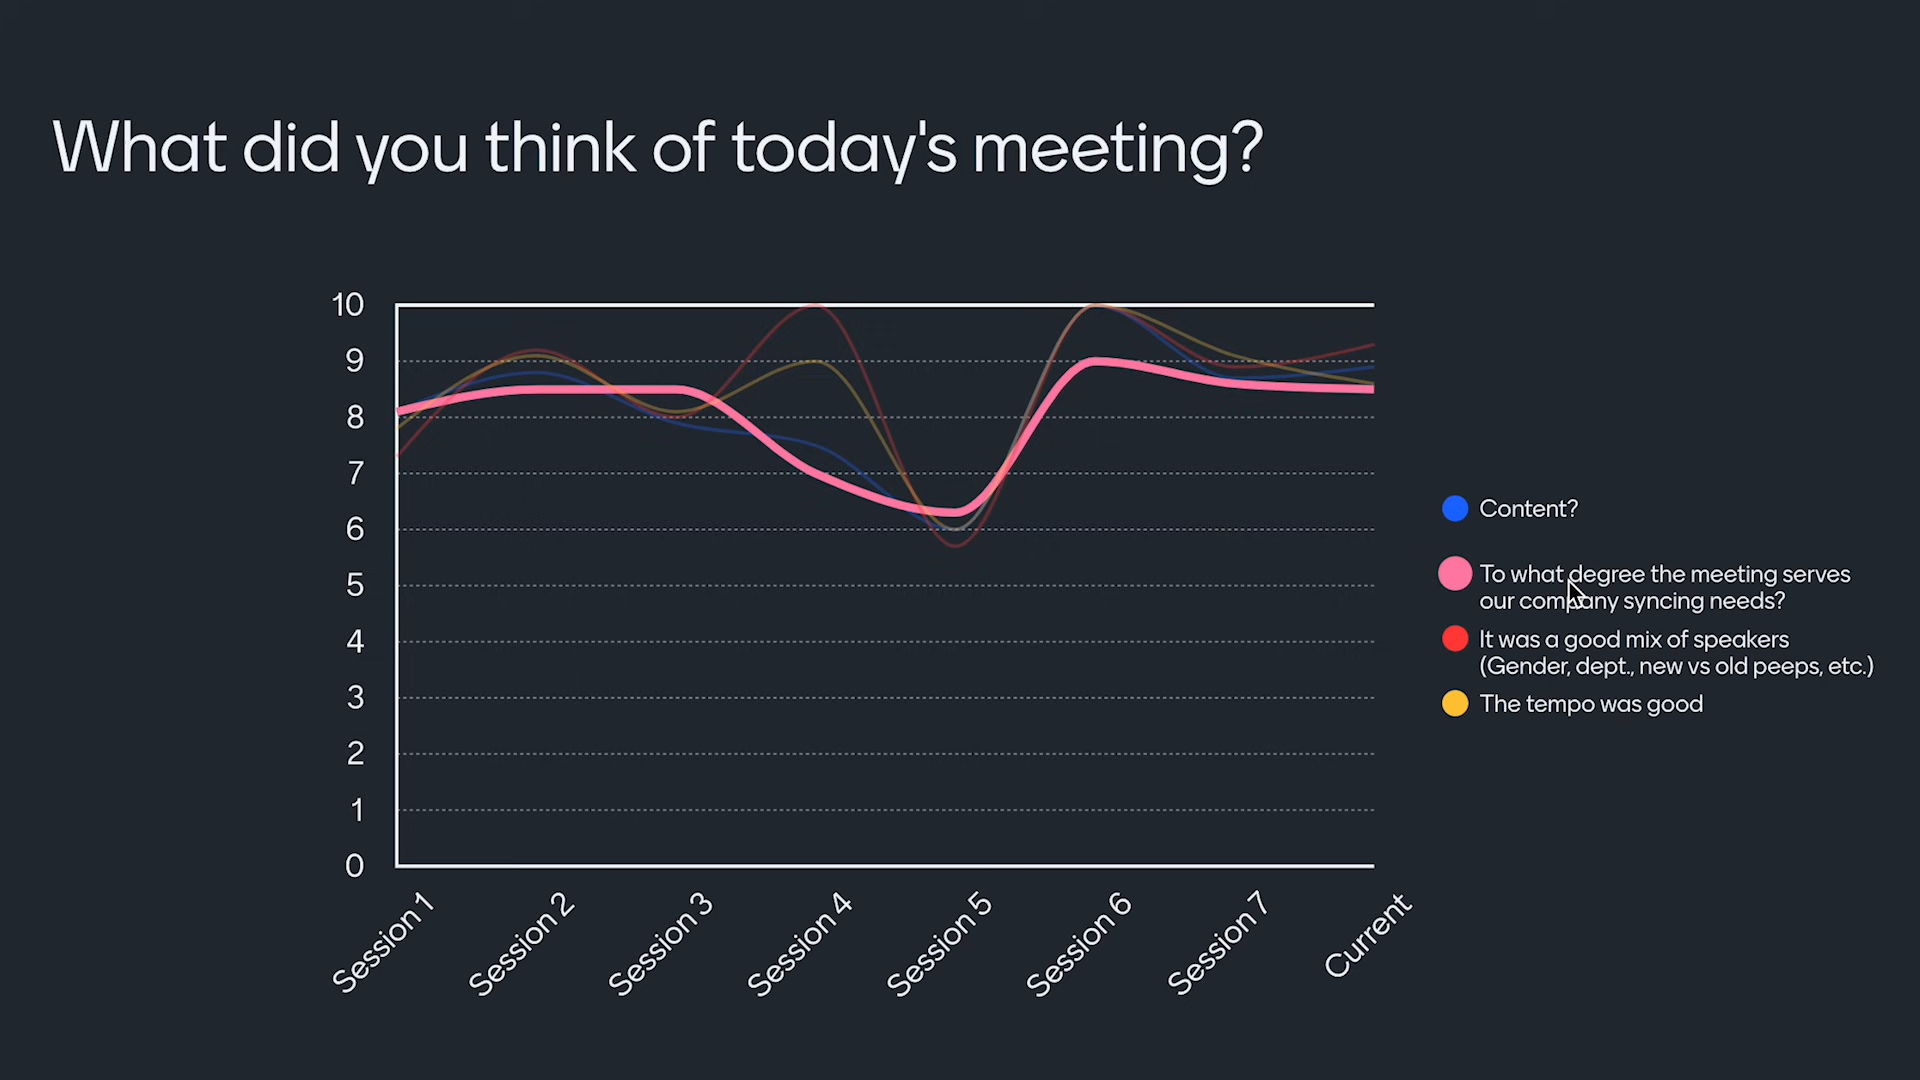 What did you think of today's meeting?
10
9
8
7
6
5
4
3
2
1
0
Session 1
Session 2
Session 3
Session 4
Session 5
Session 6
Session 7
Current
Content?
To what degree the meeting serves
our company syncing needs?
It was a good mix of speakers
(Gender, dept., new vs old peeps, etc.)
The tempo was good